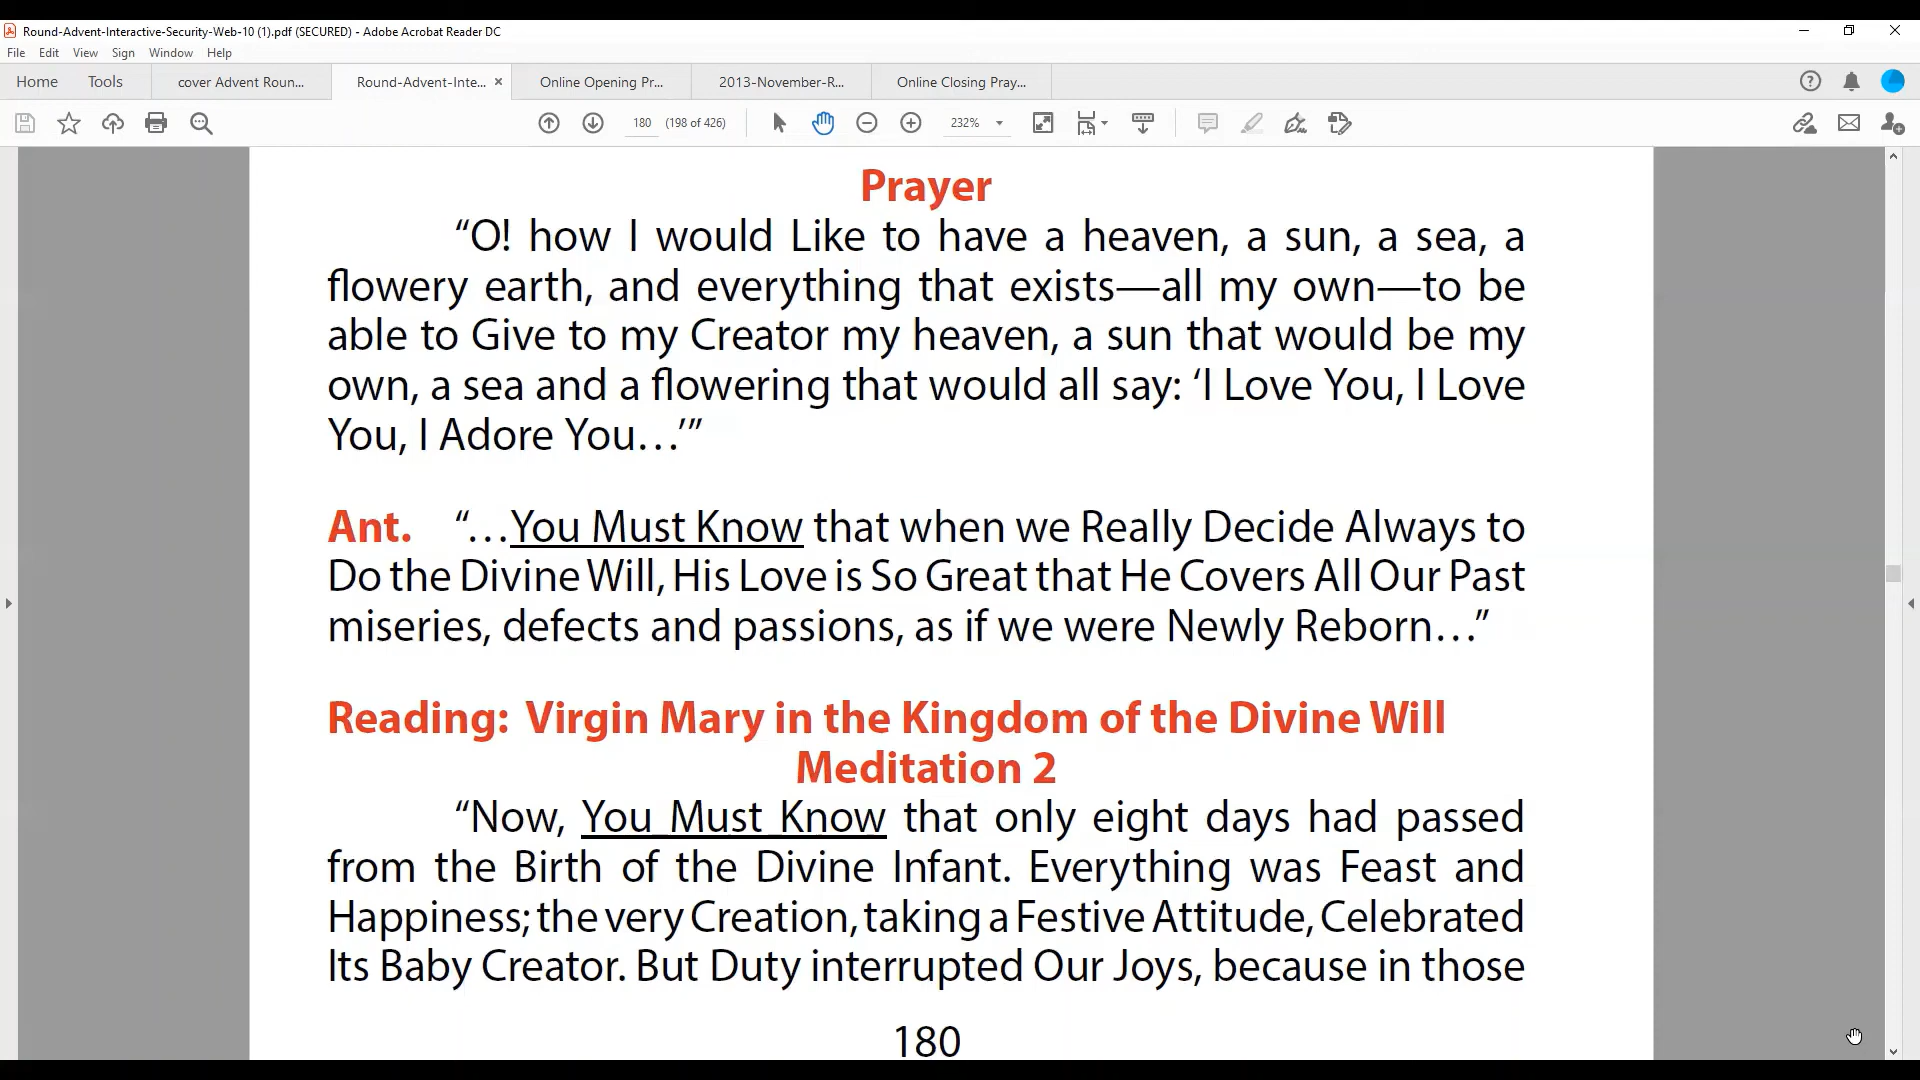 Round-Advent-Interactive-Security-Web-10 (1).pdf (SECURED) - Adobe Acrobat Reader DC
File Edit View Sign Window Help
Home Tools cover Advent Roun... Round-Advent-Inte... × Online Opening Pr... 2013-November-R... Online Closing Pray...
180 (198 of 426) 232%
Prayer
“O! how I would Like to have a heaven, a sun, a sea, a
flowery earth, and everything that exists—all my own—to be
able to Give to my Creator my heaven, a sun that would be my
own, a sea and a flowering that would all say: ‘I Love You, I Love
You, I Adore You…’”
Ant. “…You Must Know that when we Really Decide Always to
Do the Divine Will, His Love is So Great that He Covers All Our Past
miseries, defects and passions, as if we were Newly Reborn…”
Reading: Virgin Mary in the Kingdom of the Divine Will
Meditation 2
“Now, You Must Know that only eight days had passed
from the Birth of the Divine Infant. Everything was Feast and
Happiness; the very Creation, taking a Festive Attitude, Celebrated
Its Baby Creator. But Duty interrupted Our Joys, because in those
180